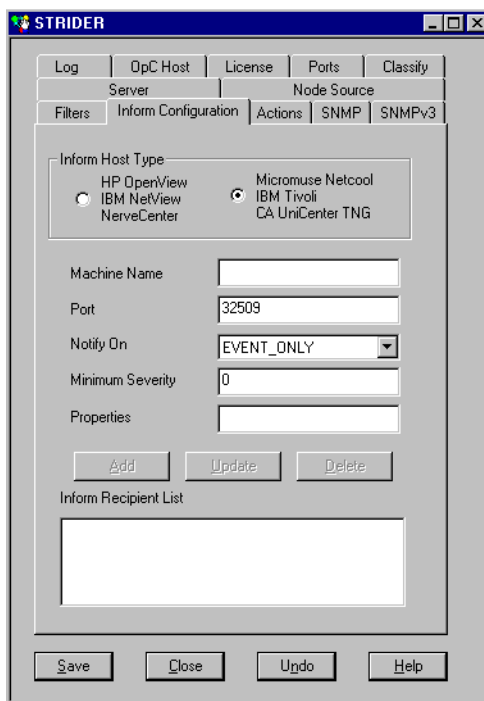 STRIDER
Log OpC Host License Ports Classify
Server Node Source
Filters Inform Configuration Actions SNMP SNMPv3
Inform Host Type
HP OpenView
IBM NetView
NerveCenter
Micromuse Netcool
IBM Tivoli
CA UniCenter TNG
Machine Name
Port 32509
Notify On EVENT_ONLY
Minimum Severity 0
Properties
Add Update Delete
Inform Recipient List
Save Close Undo Help